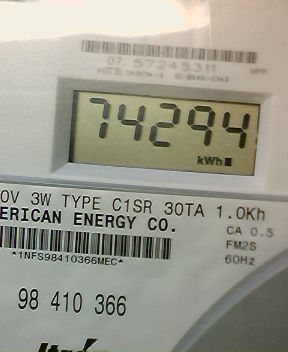 07. 57245311
74294
kWh
0V 3W TYPE C1SR 30TA 1.0Kh
ERICAN ENERGY CO.
CA 0.5
FM2S
*1NFS98410366MEC*
60Hz
98 410 366